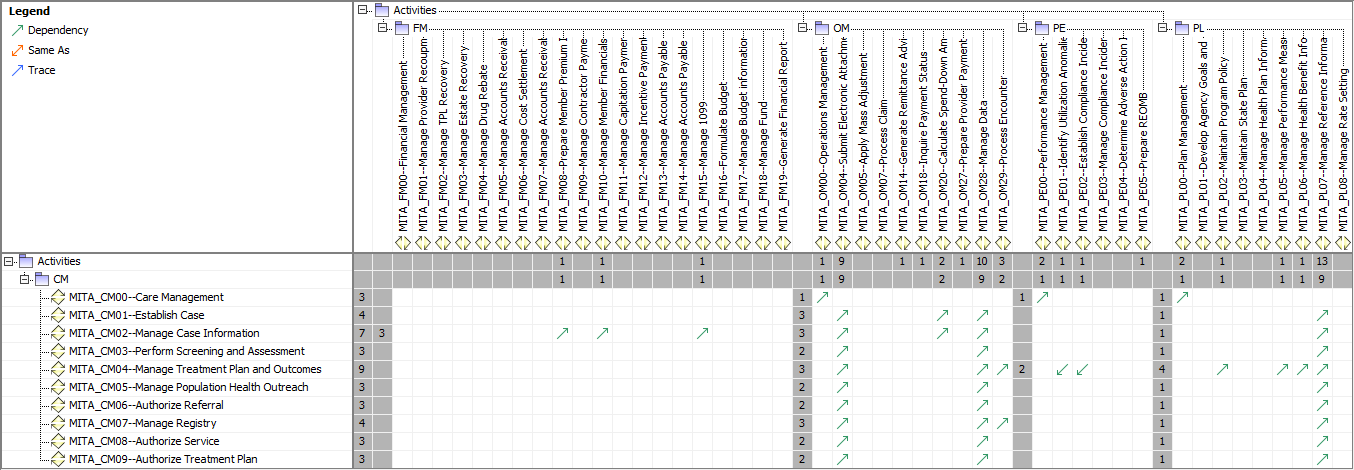 Legend
Dependency
Same As
Trace
Activities
FM
OM
PE
PL
MITA_FM00--Financial Management
MITA_FM01--Manage Provider Recoupm
MITA_FM02--Manage TPL Recovery
MITA_FM03--Manage Estate Recovery
MITA_FM04--Manage Drug Rebate
MITA_FM05--Manage Accounts Receival
MITA_FM06--Manage Cost Settlement
MITA_FM07--Manage Accounts Receival
MITA_FM08--Prepare Member Premium I
MITA_FM09--Manage Contractor Payme
MITA_FM10--Manage Member Financials
MITA_FM11--Manage Capitation Paymer
MITA_FM12--Manage Incentive Payment
MITA_FM13--Manage Accounts Payable
MITA_FM14--Manage Accounts Payable
MITA_FM15--Manage 1099
MITA_FM16--Formulate Budget
MITA_FM17--Manage Budget information
MITA_FM18--Manage Fund
MITA_FM19--Generate Financial Report
MITA_OM00--Operations Management
MITA_OM04--Submit Electronic Attachme
MITA_OM05--Apply Mass Adjustment
MITA_OM07--Process Claim
MITA_OM14--Generate Remittance Advi
MITA_OM18--Inquire Payment Status
MITA_OM20--Calculate Spend-Down Am
MITA_OM27--Prepare Provider Payment
MITA_OM28--Manage Data
MITA_OM29--Process Encounter
MITA_PE00--Performance Management
MITA_PE01--Identify Utilization Anomalie
MITA_PE02--Establish Compliance Incide
MITA_PE03--Manage Compliance Incider
MITA_PE04--Determine Adverse Action I
MITA_PE05--Prepare REOMB
MITA_PL00--Plan Management
MITA_PL01--Develop Agency Goals and
MITA_PL02--Maintain Program Policy
MITA_PL03--Maintain State Plan
MITA_PL04--Manage Health Plan Inform
MITA_PL05--Manage Performance Meas
MITA_PL06--Manage Health Benefit Info
MITA_PL07--Manage Reference Informa
MITA_PL08--Manage Rate Setting
Activities 1 1 1 1 9 1 1 2 1 10 3 2 1 1 1 2 1 1 1 13
CM 1 1 1 1 9 2 9 2 1 1 1 1 1 1 1 9
MITA_CM00--Care Management 3 1 1 1
MITA_CM01--Establish Case 4 3 1
MITA_CM02--Manage Case Information 7 3 3 1
MITA_CM03--Perform Screening and Assessment 3 2 1
MITA_CM04--Manage Treatment Plan and Outcomes 9 3 2 4
MITA_CM05--Manage Population Health Outreach 3 2 1
MITA_CM06--Authorize Referral 3 2 1
MITA_CM07--Manage Registry 4 3 1
MITA_CM08--Authorize Service 3 2 1
MITA_CM09--Authorize Treatment Plan 3 2 1